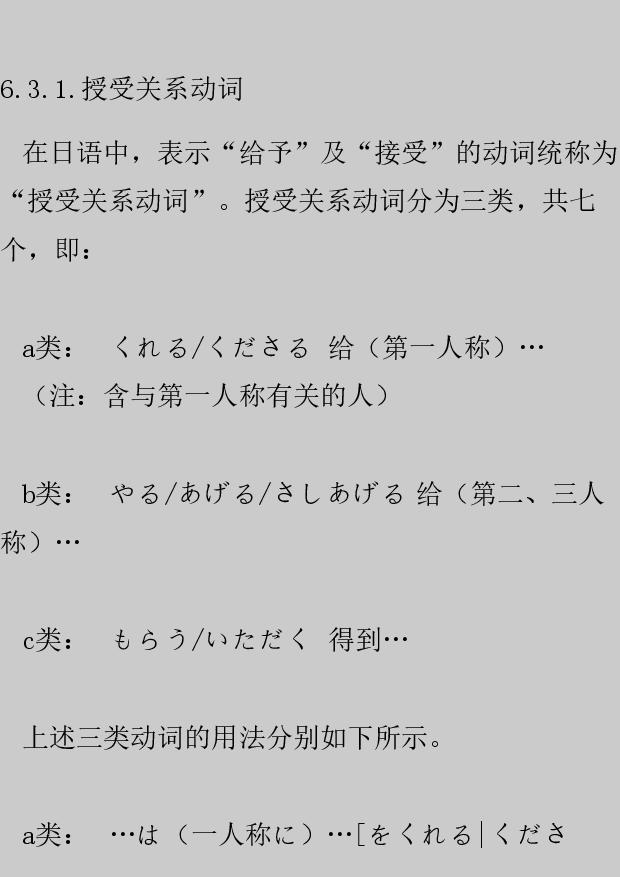 6.3.1.授受关系动词
在日语中，表示“给予”及“接受”的动词统称为
“授受关系动词”。授受关系动词分为三类，共七
个，即：
a类： くれる/くださる 给（第一人称）…
（注：含与第一人称有关的人）
b类： やる/あげる/さしあげる 给（第二、三人
称）…
c类： もらう/いただく 得到…
上述三类动词的用法分别如下所示。
a类： …は（一人称に）…[をくれる|くださ